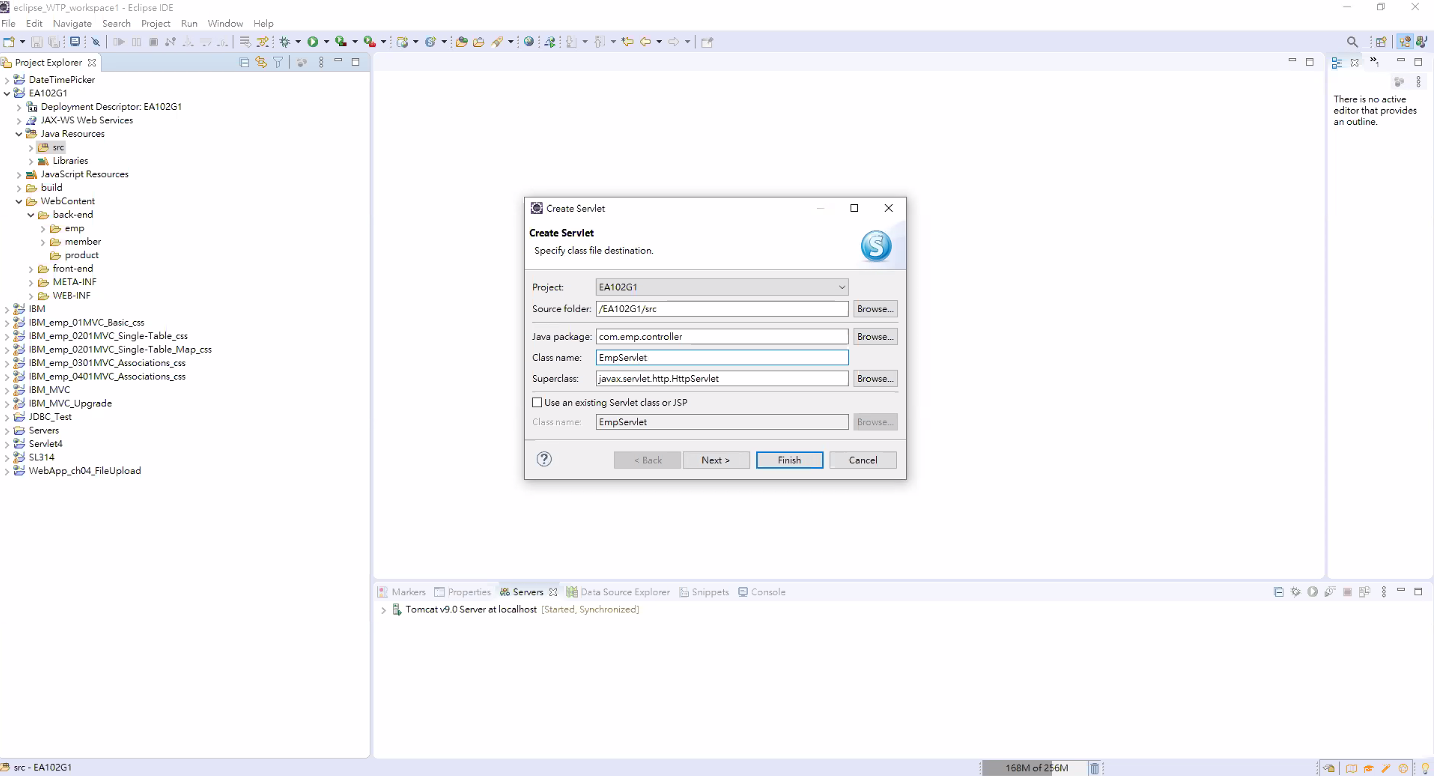 eclipse_WTP_workspace1 - Eclipse IDE
File Edit Navigate Search Project Run Window Help
Project Explorer
DateTimePicker
EA102G1
Deployment Descriptor: EA102G1
JAX-WS Web Services
Java Resources
src
Libraries
JavaScript Resources
build
WebContent
back-end
emp
member
product
front-end
META-INF
WEB-INF
IBM
IBM_emp_01MVC_Basic_css
IBM_emp_0201MVC_Single-Table_css
IBM_emp_0201MVC_Single-Table_Map_css
IBM_emp_0301MVC_Associations_css
IBM_emp_0401MVC_Associations_css
IBM_MVC
IBM_MVC_Upgrade
JDBC_Test
Servers
Servlet4
SL314
WebApp_ch04_FileUpload
There is no active
editor that provides
an outline.
Create Servlet
Create Servlet
Specify class file destination.
Project: EA102G1
Source folder: /EA102G1/src Browse...
Java package: com.emp.controller Browse...
Class name: EmpServlet
Superclass: javax.servlet.http.HttpServlet Browse...
Use an existing Servlet class or JSP
Class name: EmpServlet Browse...
? < Back Next > Finish Cancel
Markers Properties Servers Data Source Explorer Snippets Console
Tomcat v9.0 Server at localhost [Started, Synchronized]
src - EA102G1
168M of 256M